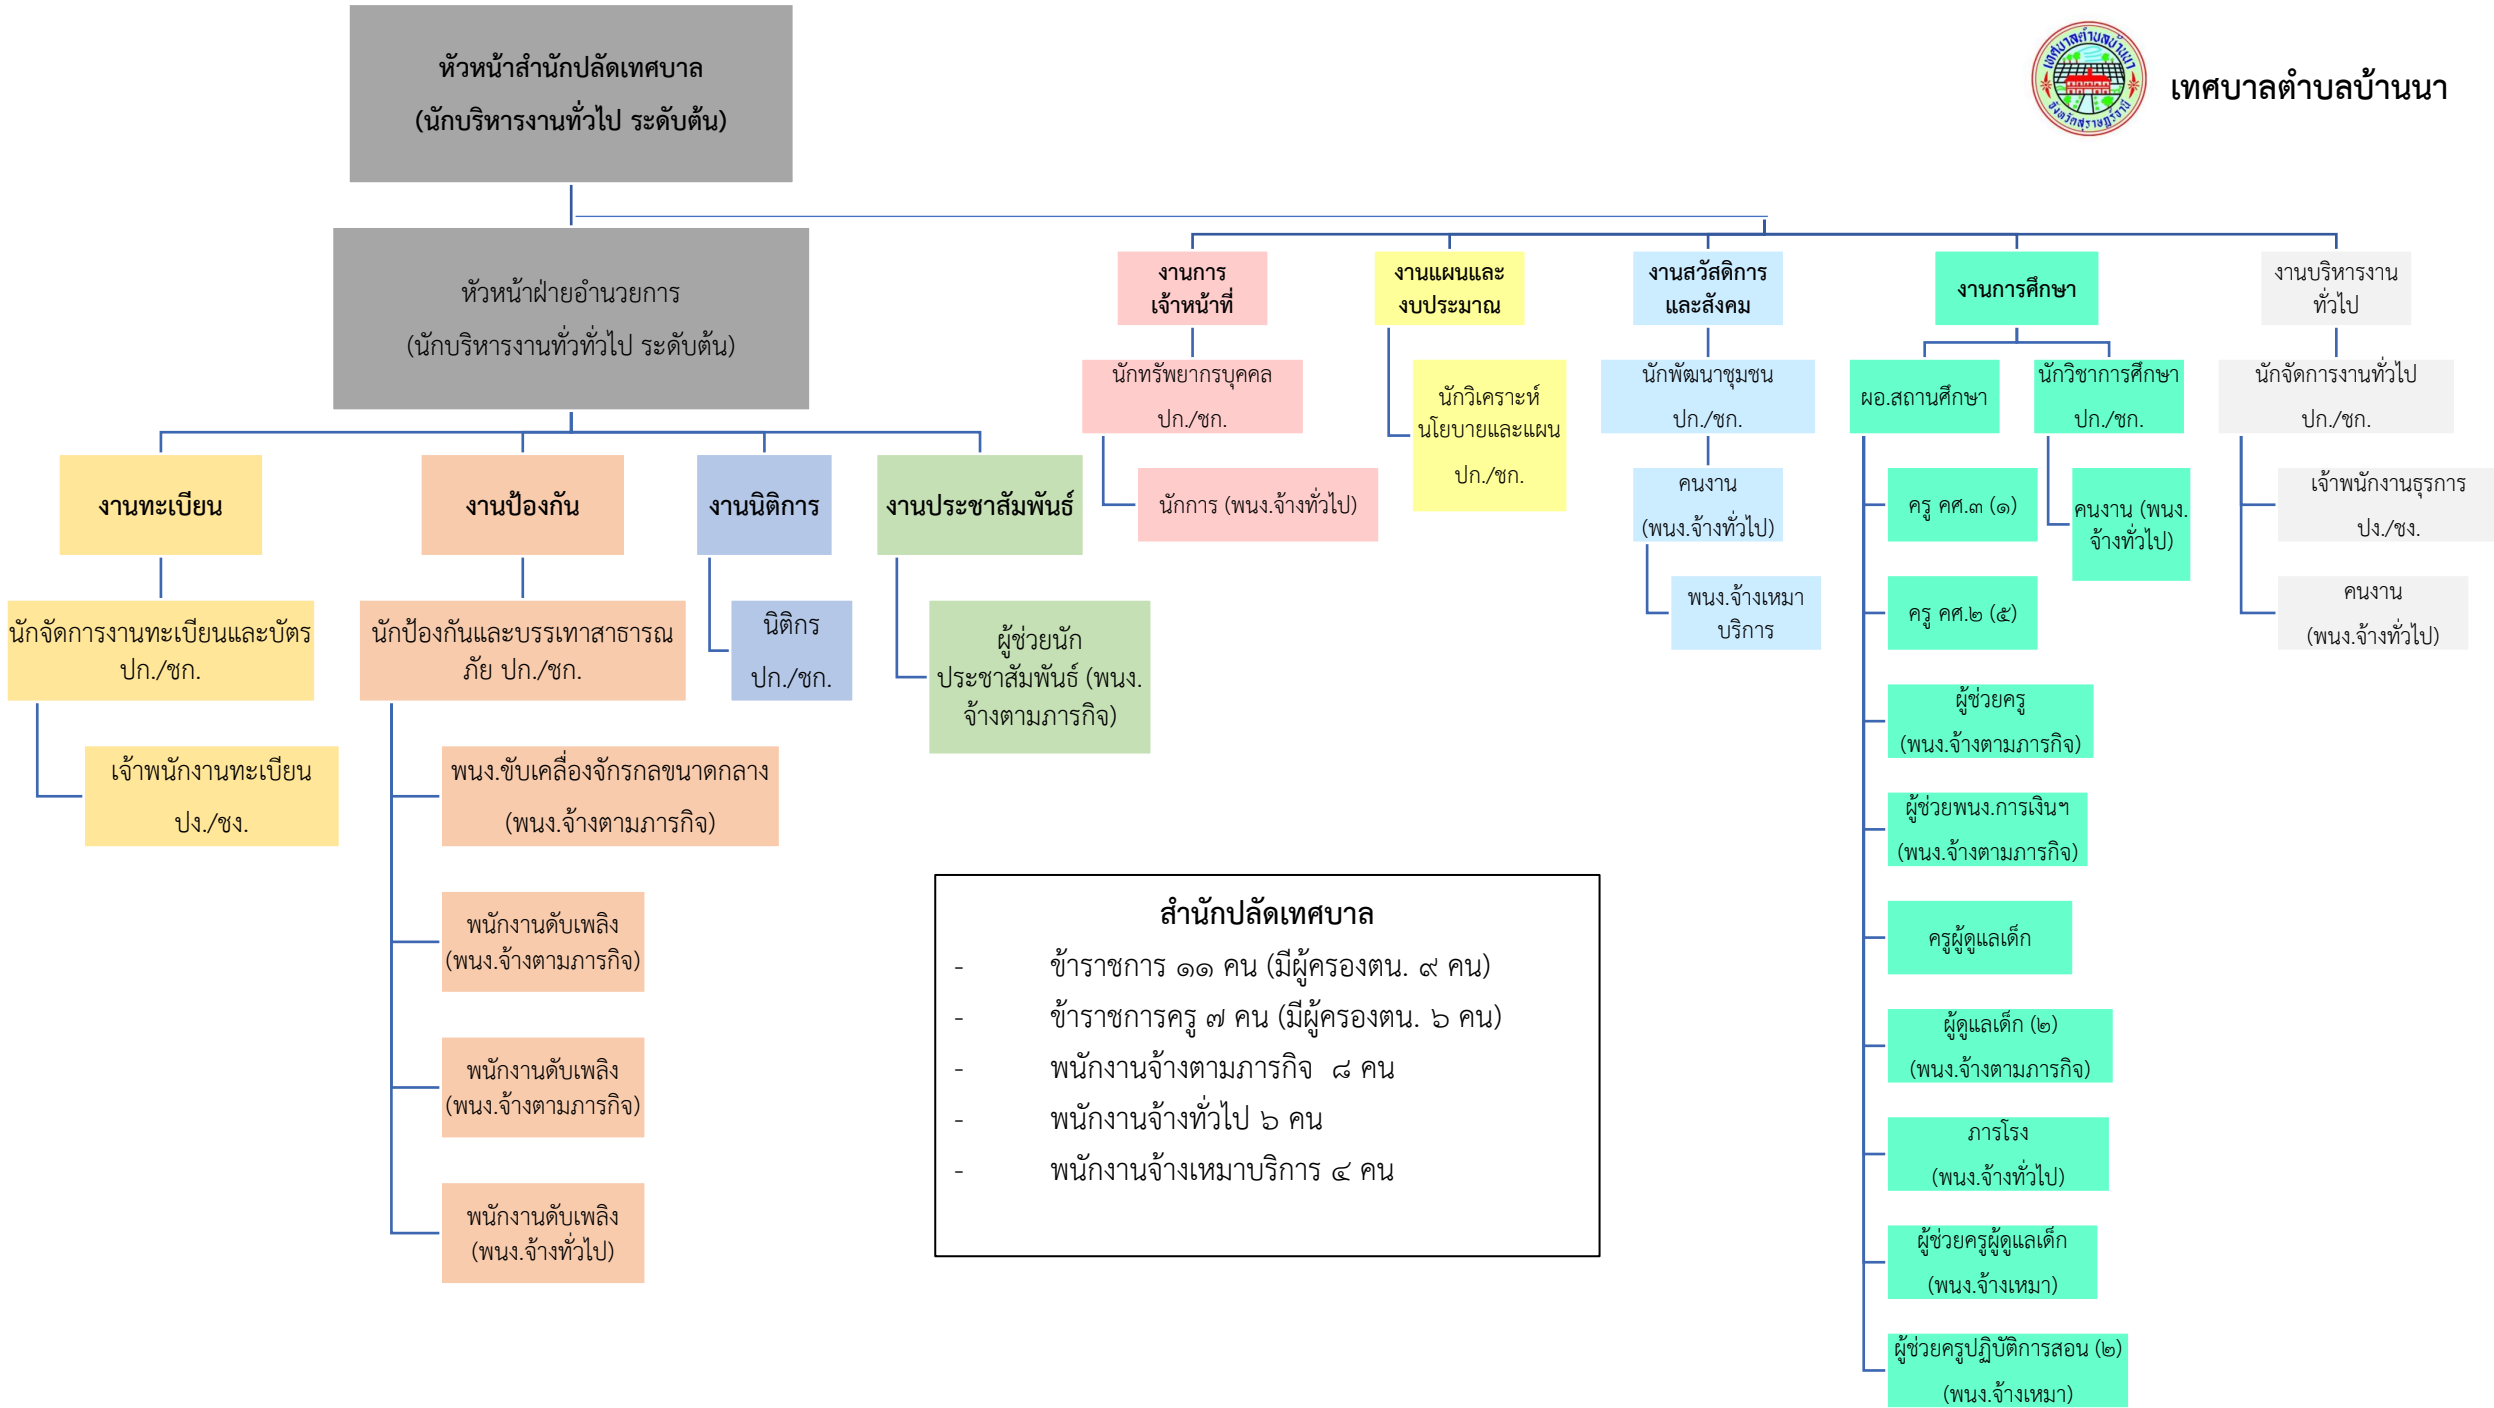 หัวหน้าสำนักปลัดเทศบาล
(นักบริหารงานทั่วไป ระดับต้น)
เทศบาลตำบลบ้านนา
จังหวัดสุราษฎร์ธานี
เทศบาลตำบลบ้านนา
หัวหน้าฝ่ายอำนวยการ
(นักบริหารงานทั่วทั่วไป ระดับต้น)
งานการ
เจ้าหน้าที่
งานแผนและ
งบประมาณ
งานสวัสดิการ
และสังคม
งานการศึกษา
งานบริหารงาน
ทั่วไป
นักทรัพยากรบุคคล
ปก./ชก.
นักการ (พนง.จ้างทั่วไป)
นักวิเคราะห์
นโยบายและแผน
ปก./ชก.
นักพัฒนาชุมชน
ปก./ชก.
คนงาน
(พนง.จ้างทั่วไป)
พนง.จ้างเหมา
บริการ
ผอ.สถานศึกษา
นักวิชาการศึกษา
ปก./ชก.
คนงาน (พนง.
จ้างทั่วไป)
ครู คศ.๓ (๑)
ครู คศ.๒ (๕)
ผู้ช่วยครู
(พนง.จ้างตามภารกิจ)
ผู้ช่วยพนง.การเงินฯ
(พนง.จ้างตามภารกิจ)
ครูผู้ดูแลเด็ก
ผู้ดูแลเด็ก (๒)
(พนง.จ้างตามภารกิจ)
ภารโรง
(พนง.จ้างทั่วไป)
ผู้ช่วยครูผู้ดูแลเด็ก
(พนง.จ้างเหมา)
ผู้ช่วยครูปฏิบัติการสอน (๒)
(พนง.จ้างเหมา)
นักจัดการงานทั่วไป
ปก./ชก.
เจ้าพนักงานธุรการ
ปง./ชง.
คนงาน
(พนง.จ้างทั่วไป)
งานทะเบียน
งานป้องกัน
งานนิติการ
งานประชาสัมพันธ์
นักจัดการงานทะเบียนและบัตร
ปก./ชก.
เจ้าพนักงานทะเบียน
ปง./ชง.
นักป้องกันและบรรเทาสาธารณ
ภัย ปก./ชก.
พนง.ขับเคลื่องจักรกลขนาดกลาง
(พนง.จ้างตามภารกิจ)
พนักงานดับเพลิง
(พนง.จ้างตามภารกิจ)
พนักงานดับเพลิง
(พนง.จ้างตามภารกิจ)
พนักงานดับเพลิง
(พนง.จ้างทั่วไป)
นิติกร
ปก./ชก.
ผู้ช่วยนัก
ประชาสัมพันธ์ (พนง.
จ้างตามภารกิจ)
สำนักปลัดเทศบาล
- ข้าราชการ ๑๑ คน (มีผู้ครองตน. ๙ คน)
- ข้าราชการครู ๗ คน (มีผู้ครองตน. ๖ คน)
- พนักงานจ้างตามภารกิจ ๘ คน
- พนักงานจ้างทั่วไป ๖ คน
- พนักงานจ้างเหมาบริการ ๔ คน